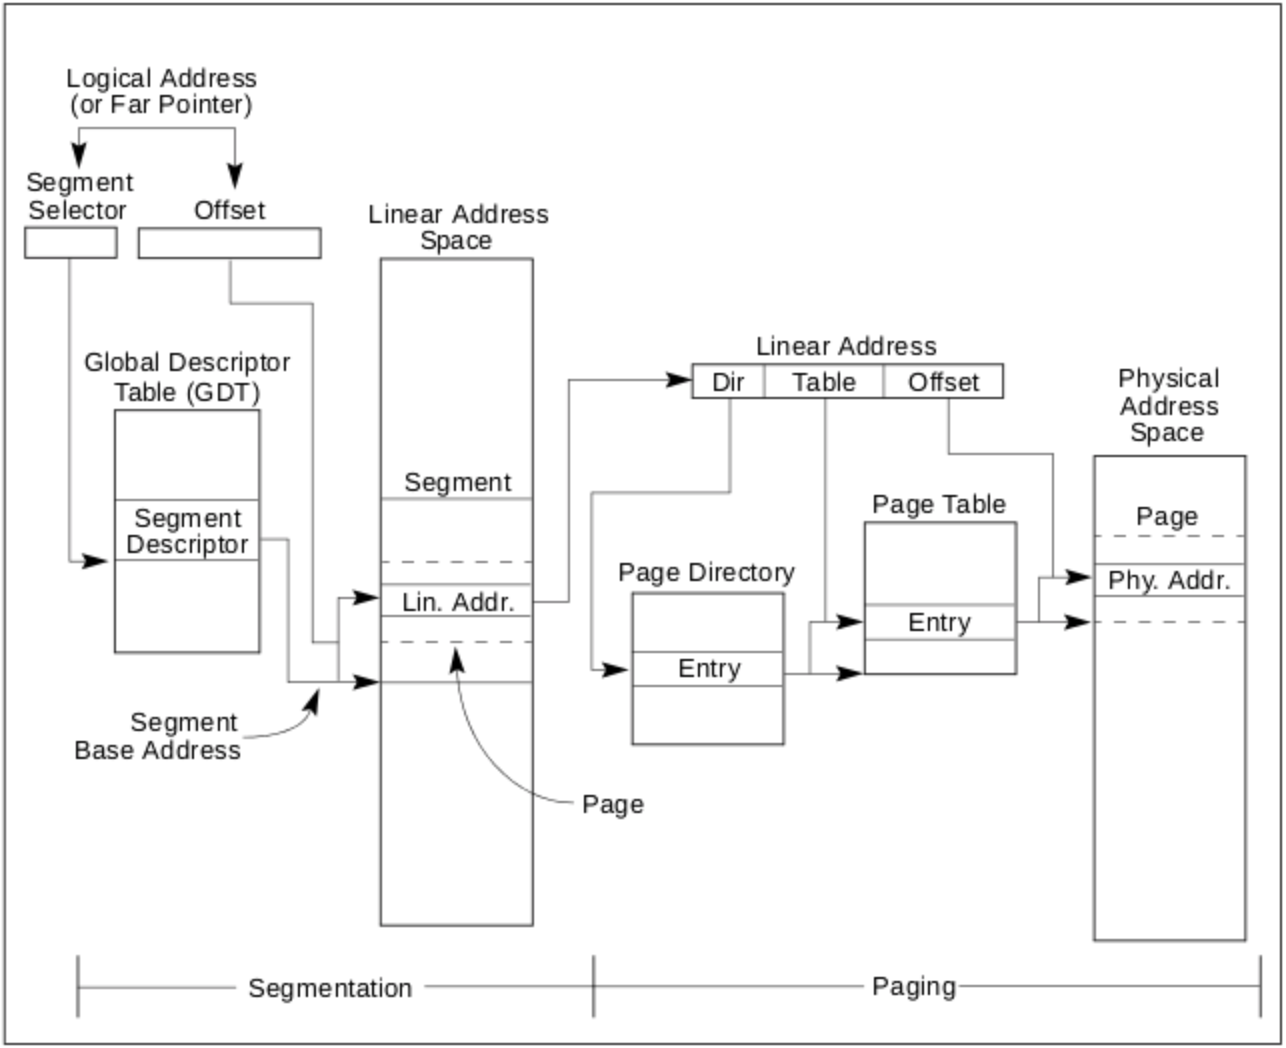 Logical Address
(or Far Pointer)
Segment
Selector
Offset
Linear Address
Space
Global Descriptor
Table (GDT)
Segment
Descriptor
Segment
Lin. Addr.
Segment
Base Address
Page
Linear Address
Dir Table Offset
Page Directory
Entry
Page Table
Entry
Physical
Address
Space
Page
Phy. Addr.
Segmentation
Paging